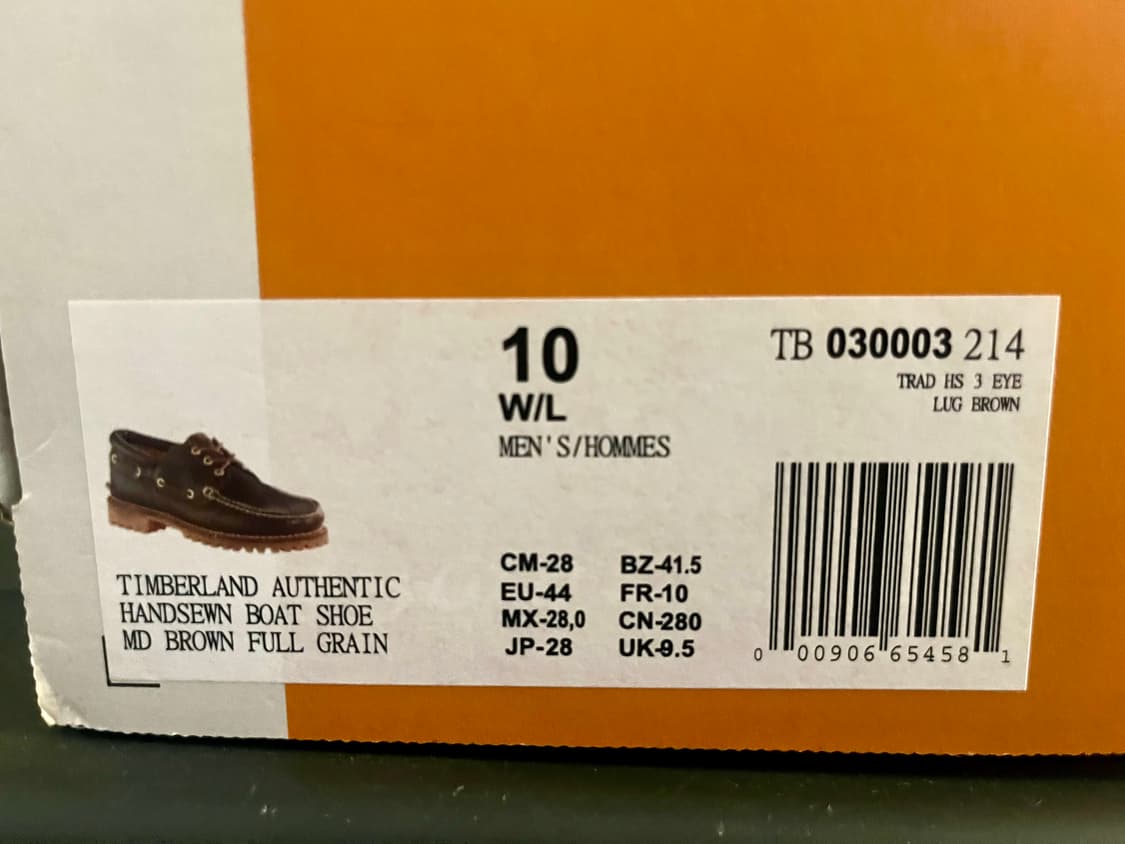 10
W/L
MEN'S/HOMMES
TB 030003 214
TRAD HS 3 EYE
LUG BROWN
TIMBERLAND AUTHENTIC
HANDSEWN BOAT SHOE
MD BROWN FULL GRAIN
CM-28 BZ-41.5
EU-44 FR-10
MX-28,0 CN-280
JP-28 UK-9.5
0 00906 65458 1